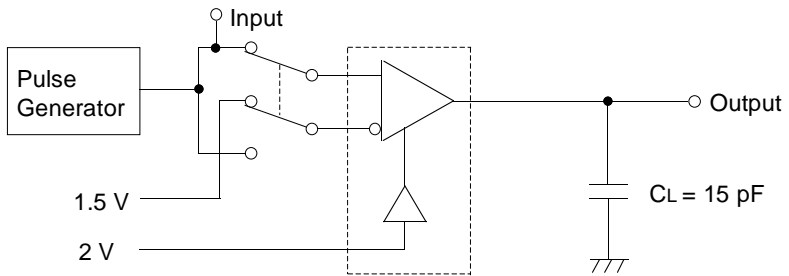 Input
Pulse
Generator
Output
1.5 V
CL = 15 pF
2 V